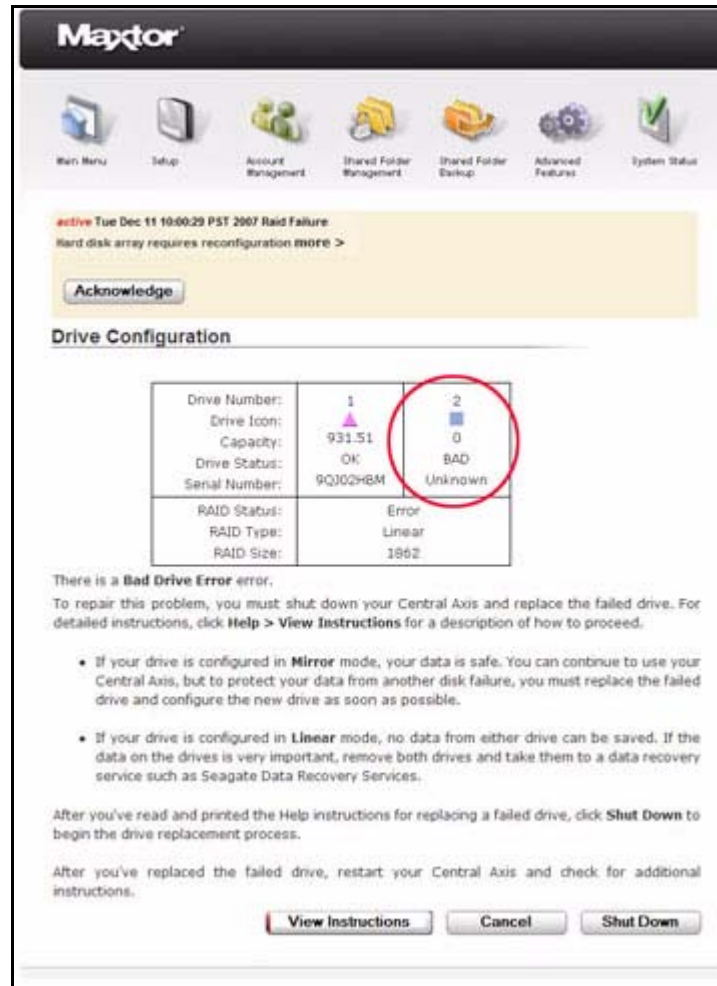 Maxtor
Main Menu
Setup
Account Management
Shared Folder Management
Shared Folder Backup
Advanced Features
System Status
active Tue Dec 11 10:00:29 PST 2007 Raid Failure
Hard disk array requires reconfiguration more >
Acknowledge
Drive Configuration
Drive Number: 1 2
Drive Icon:
Capacity: 931.51 0
Drive Status: OK BAD
Serial Number: 9QJ02HBM Unknown
RAID Status: Error
RAID Type: Linear
RAID Size: 1862
There is a Bad Drive Error error.
To repair this problem, you must shut down your Central Axis and replace the failed drive. For
detailed instructions, click Help > View Instructions for a description of how to proceed.
• If your drive is configured in Mirror mode, your data is safe. You can continue to use your
Central Axis, but to protect your data from another disk failure, you must replace the failed
drive and configure the new drive as soon as possible.
• If your drive is configured in Linear mode, no data from either drive can be saved. If the
data on the drives is very important, remove both drives and take them to a data recovery
service such as Seagate Data Recovery Services.
After you've read and printed the Help instructions for replacing a failed drive, click Shut Down to
begin the drive replacement process.
After you've replaced the failed drive, restart your Central Axis and check for additional
instructions.
View Instructions
Cancel
Shut Down